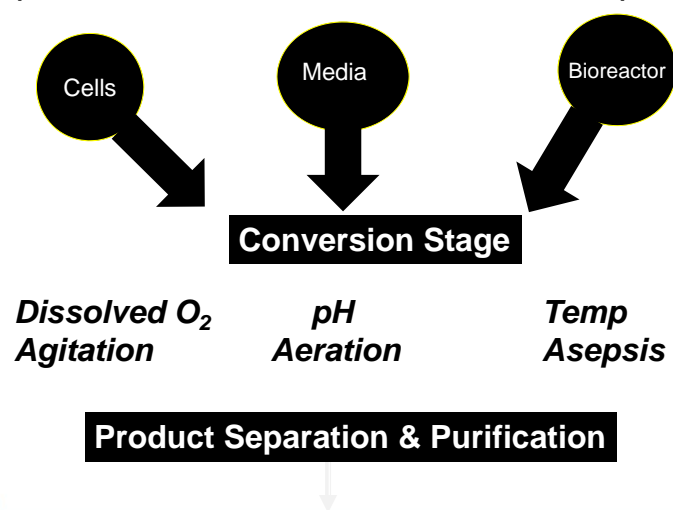 Cells
Media
Bioreactor
Conversion Stage
Dissolved O₂ pH Temp
Agitation Aeration Asepsis
Product Separation & Purification